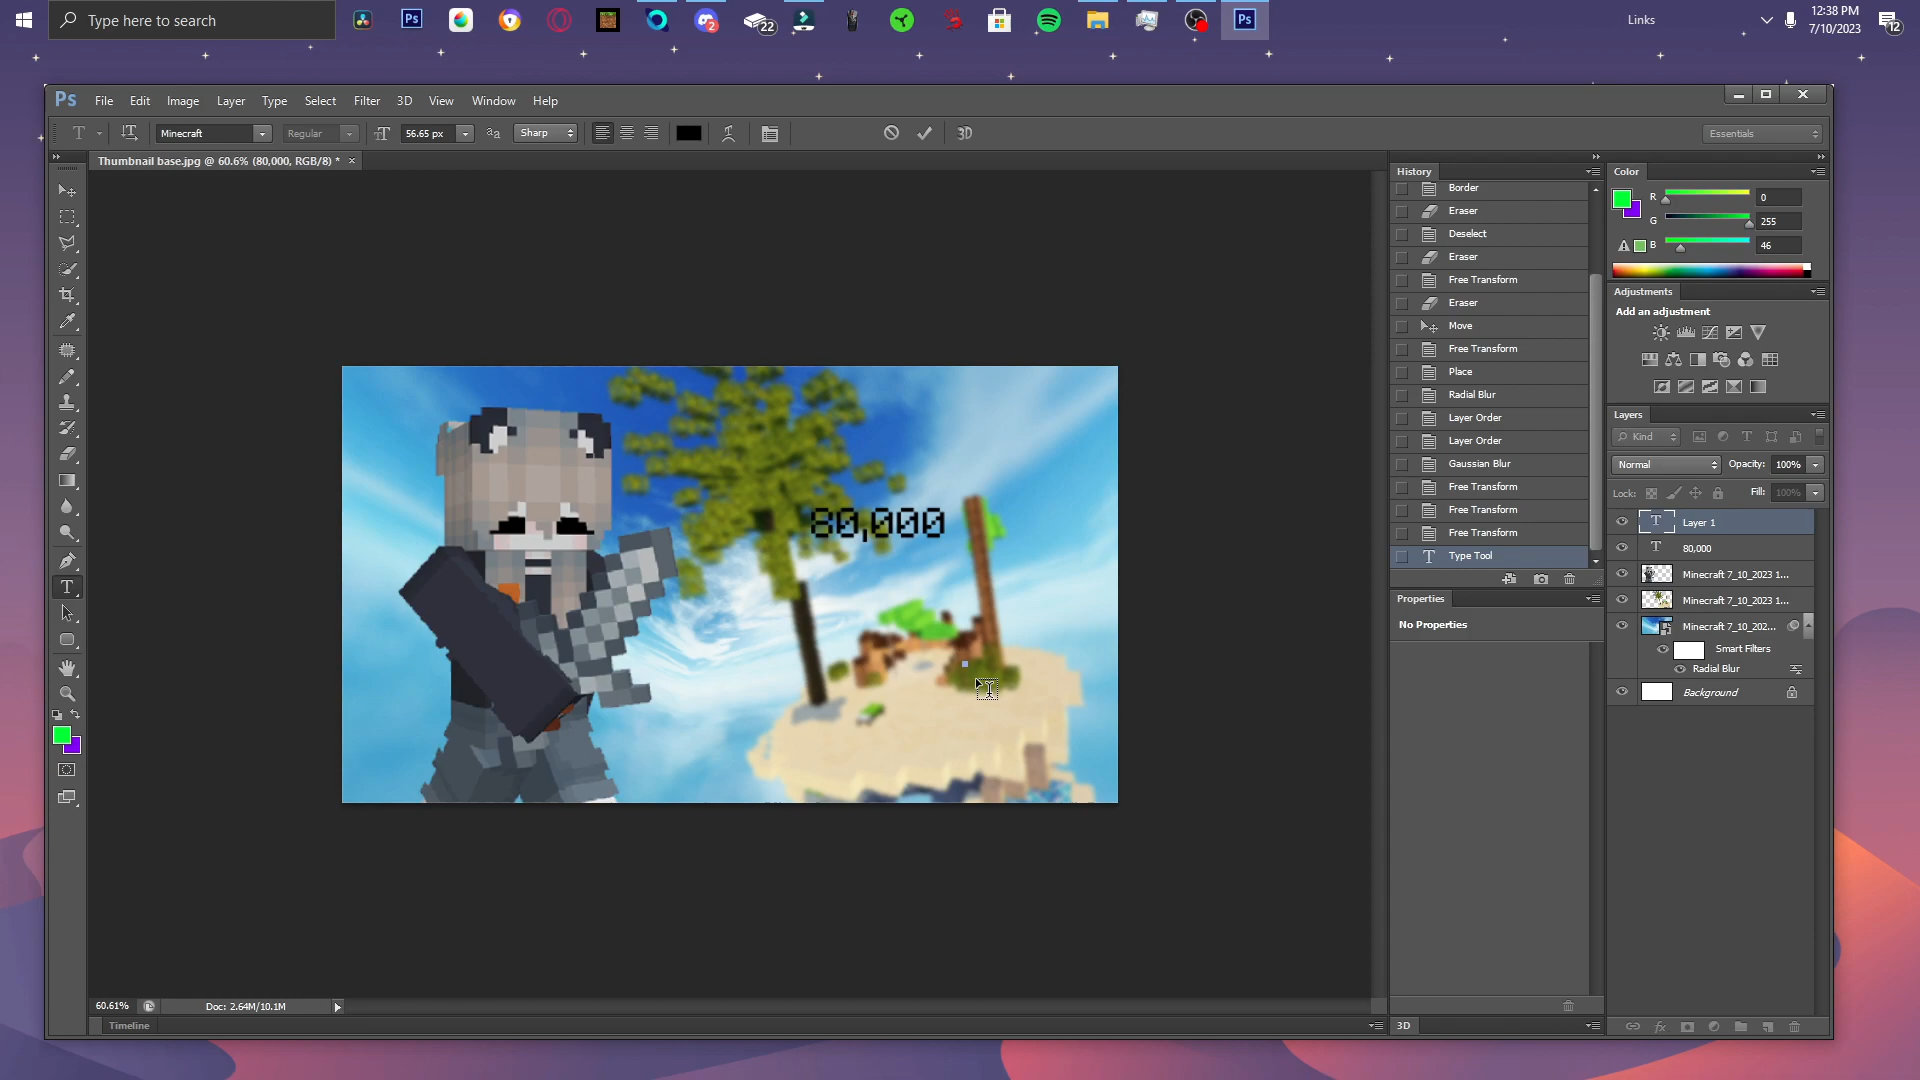 Type here to search
2
22
Links
12:38 PM
7/10/2023
12
Ps File Edit Image Layer Type Select Filter 3D View Window Help
Minecraft Regular 56.65 px Sharp 3D Essentials
Thumbnail base.jpg @ 60.6% (80,000, RGB/8) *
History
Border
Eraser
Deselect
Eraser
Free Transform
Eraser
Move
Free Transform
Place
Radial Blur
Layer Order
Layer Order
Gaussian Blur
Free Transform
Free Transform
Free Transform
Type Tool
Properties
No Properties
3D
Color
R 0
G 255
B 46
Adjustments
Add an adjustment
Layers
Kind
Normal Opacity: 100%
Lock: Fill: 100%
Layer 1
80,000
Minecraft 7_10_2023 1...
Minecraft 7_10_2023 1...
Minecraft 7_10_202...
Smart Filters
Radial Blur
Background
80,000
60.61% Doc: 2.64M/10.1M
Timeline